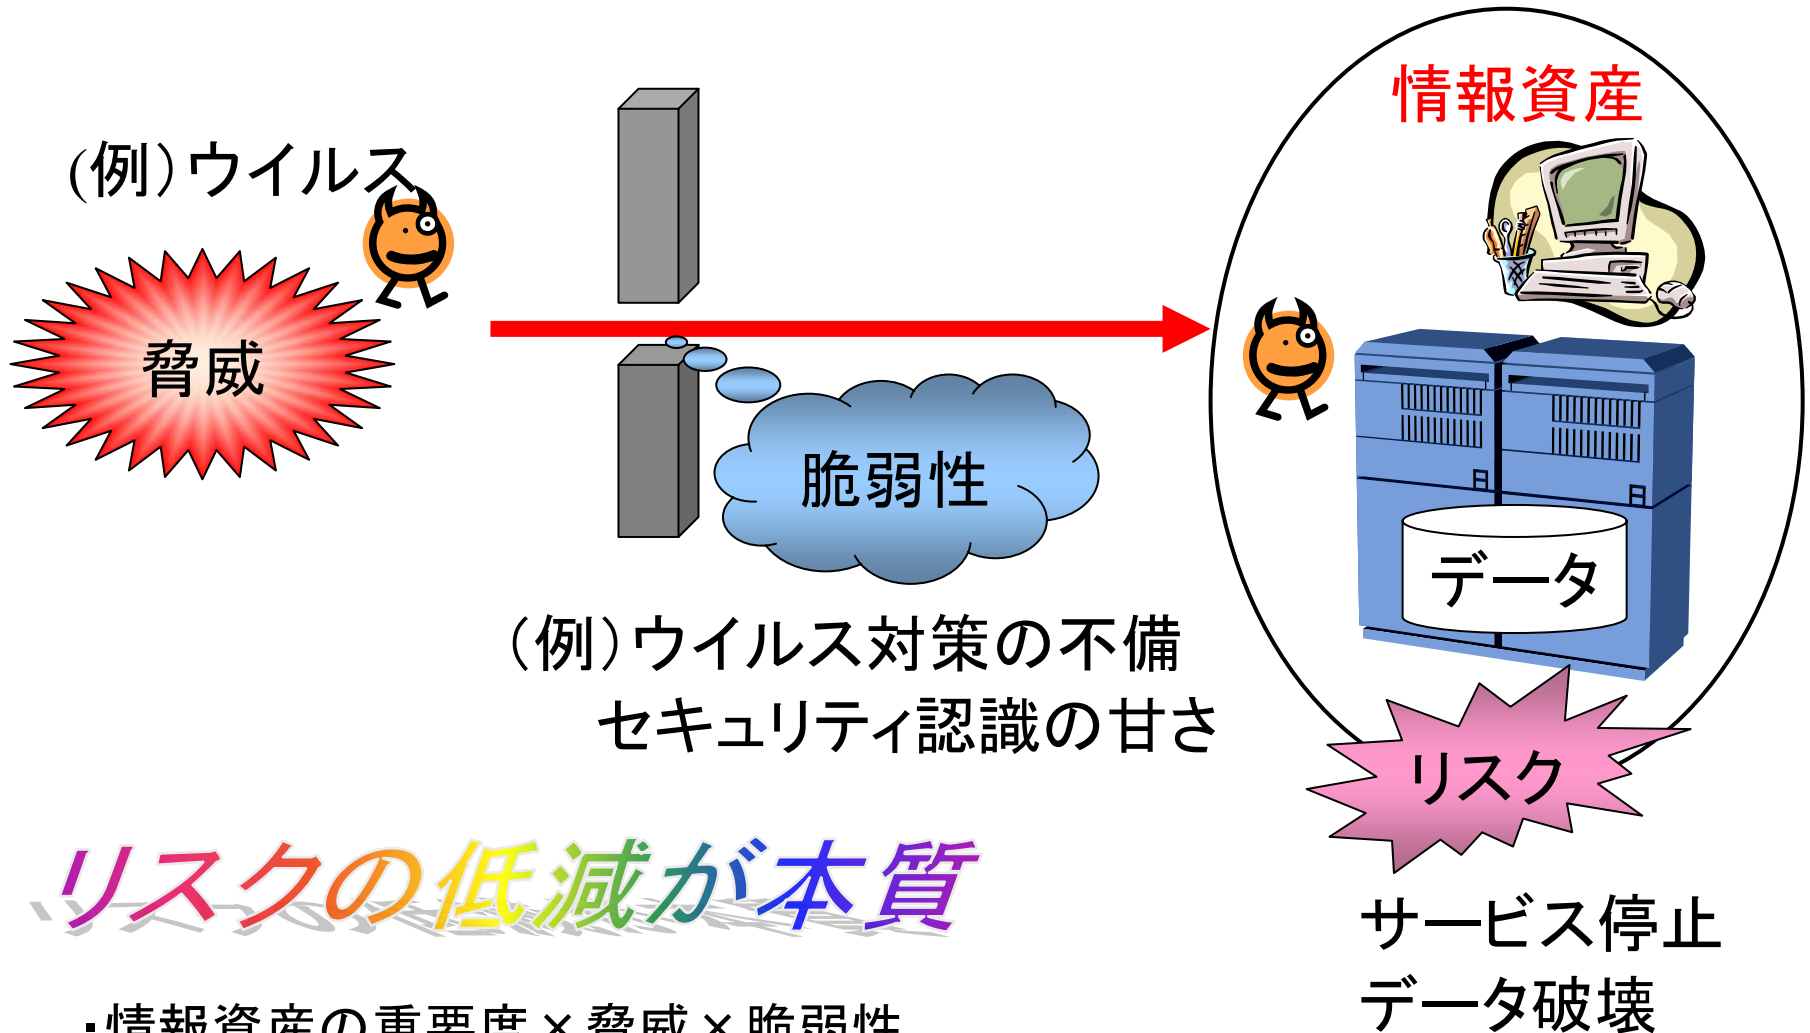 情報資産
(例)ウイルス
脅威
脆弱性
データ
(例)ウイルス対策の不備
セキュリティ認識の甘さ
リスク
リスクの低減が本質
サービス停止
データ破壊
・情報資産の重要度×脅威×脆弱性